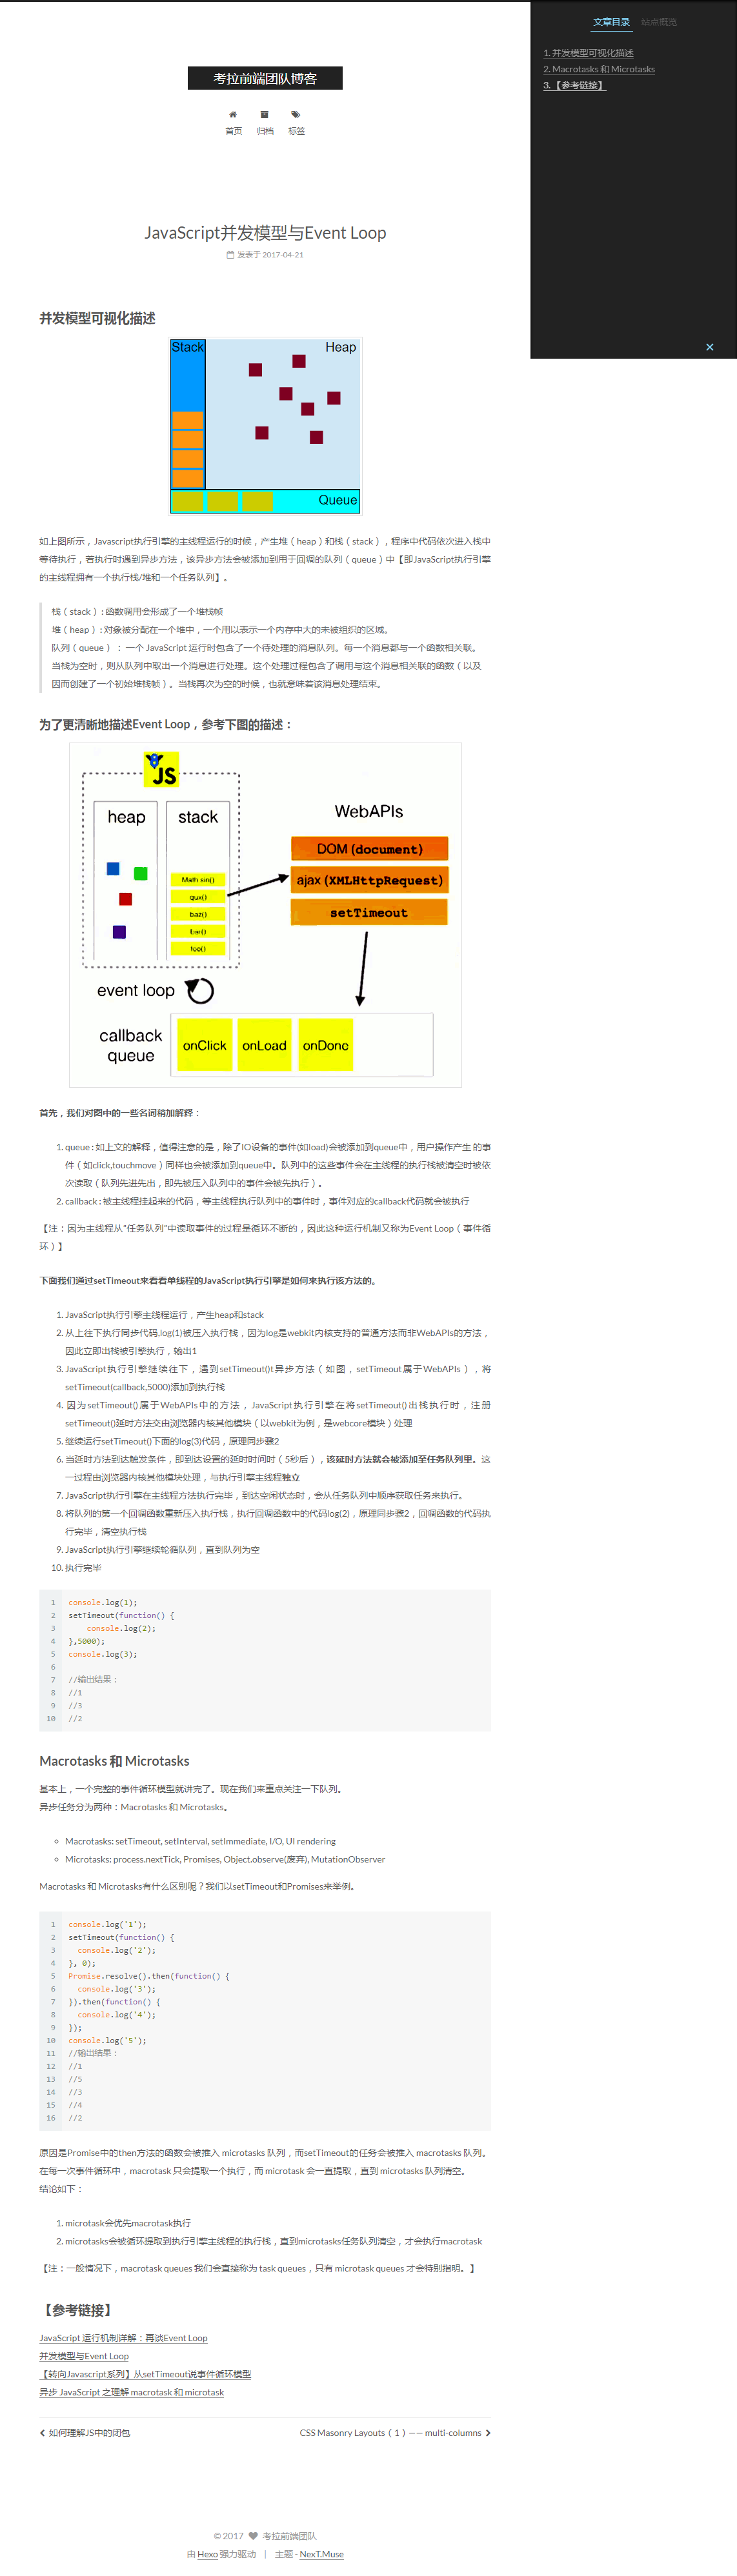 文章目录 站点概览
1. 并发模型可视化描述
2. Macrotasks 和 Microtasks
3. 【参考链接】
考拉前端团队博客
首页 归档 标签
JavaScript并发模型与Event Loop
发表于 2017-04-21
并发模型可视化描述
Stack Heap
Queue
如上图所示，Javascript执行引擎的主线程运行的时候，产生堆（heap）和栈（stack），程序中代码依次进入栈中
等待执行，若执行时遇到异步方法，该异步方法会被添加到用于回调的队列（queue）中【即JavaScript执行引擎
的主线程拥有一个执行栈/堆和一个任务队列】。
栈（stack）: 函数调用会形成了一个堆栈帧
堆（heap）: 对象被分配在一个堆中，一个用以表示一个内存中大的未被组织的区域。
队列（queue）： 一个 JavaScript 运行时包含了一个待处理的消息队列。每一个消息都与一个函数相关联。
当栈为空时，则从队列中取出一个消息进行处理。这个处理过程包含了调用与这个消息相关联的函数（以及
因而创建了一个初始堆栈帧）。当栈再次为空的时候，也就意味着该消息处理结束。
为了更清晰地描述Event Loop，参考下图的描述：
JS
heap stack
WebAPIs
DOM (document)
ajax (XMLHttpRequest)
setTimeout
Math.sin()
qux()
baz()
bar()
foo()
event loop
callback
queue
onClick onLoad onDone
首先，我们对图中的一些名词稍加解释：
1. queue : 如上文的解释，值得注意的是，除了IO设备的事件(如load)会被添加到queue中，用户操作产生 的事
件（如click,touchmove）同样也会被添加到queue中。队列中的这些事件会在主线程的执行栈被清空时被依
次读取（队列先进先出，即先被压入队列中的事件会被先执行）。
2. callback : 被主线程挂起来的代码，等主线程执行队列中的事件时，事件对应的callback代码就会被执行
【注：因为主线程从"任务队列"中读取事件的过程是循环不断的，因此这种运行机制又称为Event Loop（事件循
环）】
下面我们通过setTimeout来看看单线程的JavaScript执行引擎是如何来执行该方法的。
1. JavaScript执行引擎主线程运行，产生heap和stack
2. 从上往下执行同步代码,log(1)被压入执行栈，因为log是webkit内核支持的普通方法而非WebAPIs的方法，
因此立即出栈被引擎执行，输出1
3. JavaScript执行引擎继续往下，遇到setTimeout()t异步方法（如图，setTimeout属于WebAPIs），将
setTimeout(callback,5000)添加到执行栈
4. 因为setTimeout()属于WebAPIs中的方法，JavaScript执行引擎在将setTimeout()出栈执行时，注册
setTimeout()延时方法交由浏览器内核其他模块（以webkit为例，是webcore模块）处理
5. 继续运行setTimeout()下面的log(3)代码，原理同步骤2
6. 当延时方法到达触发条件，即到达设置的延时时间时（5秒后），该延时方法就会被添加至任务队列里。这
一过程由浏览器内核其他模块处理，与执行引擎主线程独立
7. JavaScript执行引擎在主线程方法执行完毕，到达空闲状态时，会从任务队列中顺序获取任务来执行。
8. 将队列的第一个回调函数重新压入执行栈，执行回调函数中的代码log(2)，原理同步骤2，回调函数的代码执
行完毕，清空执行栈
9. JavaScript执行引擎继续轮循队列，直到队列为空
10. 执行完毕
1 console.log(1);
2 setTimeout(function() {
3 console.log(2);
4 },5000);
5 console.log(3);
6
7 //输出结果：
8 //1
9 //3
10 //2
Macrotasks 和 Microtasks
基本上，一个完整的事件循环模型就讲完了。现在我们来重点关注一下队列。
异步任务分为两种：Macrotasks 和 Microtasks。
Macrotasks: setTimeout, setInterval, setImmediate, I/O, UI rendering
Microtasks: process.nextTick, Promises, Object.observe(废弃), MutationObserver
Macrotasks 和 Microtasks有什么区别呢？我们以setTimeout和Promises来举例。
1 console.log('1');
2 setTimeout(function() {
3 console.log('2');
4 }, 0);
5 Promise.resolve().then(function() {
6 console.log('3');
7 }).then(function() {
8 console.log('4');
9 });
10 console.log('5');
11 //输出结果：
12 //1
13 //5
14 //3
15 //4
16 //2
原因是Promise中的then方法的函数会被推入 microtasks 队列，而setTimeout的任务会被推入 macrotasks 队列。
在每一次事件循环中，macrotask 只会提取一个执行，而 microtask 会一直提取，直到 microtasks 队列清空。
结论如下：
1. microtask会优先macrotask执行
2. microtasks会被循环提取到执行引擎主线程的执行栈，直到microtasks任务队列清空，才会执行macrotask
【注：一般情况下，macrotask queues 我们会直接称为 task queues，只有 microtask queues 才会特别指明。】
【参考链接】
JavaScript 运行机制详解：再谈Event Loop
并发模型与Event Loop
【转向Javascript系列】从setTimeout说事件循环模型
异步 JavaScript 之理解 macrotask 和 microtask
如何理解JS中的闭包 CSS Masonry Layouts（1）—— multi-columns
© 2017 考拉前端团队
由 Hexo 强力驱动 | 主题 - NexT.Muse